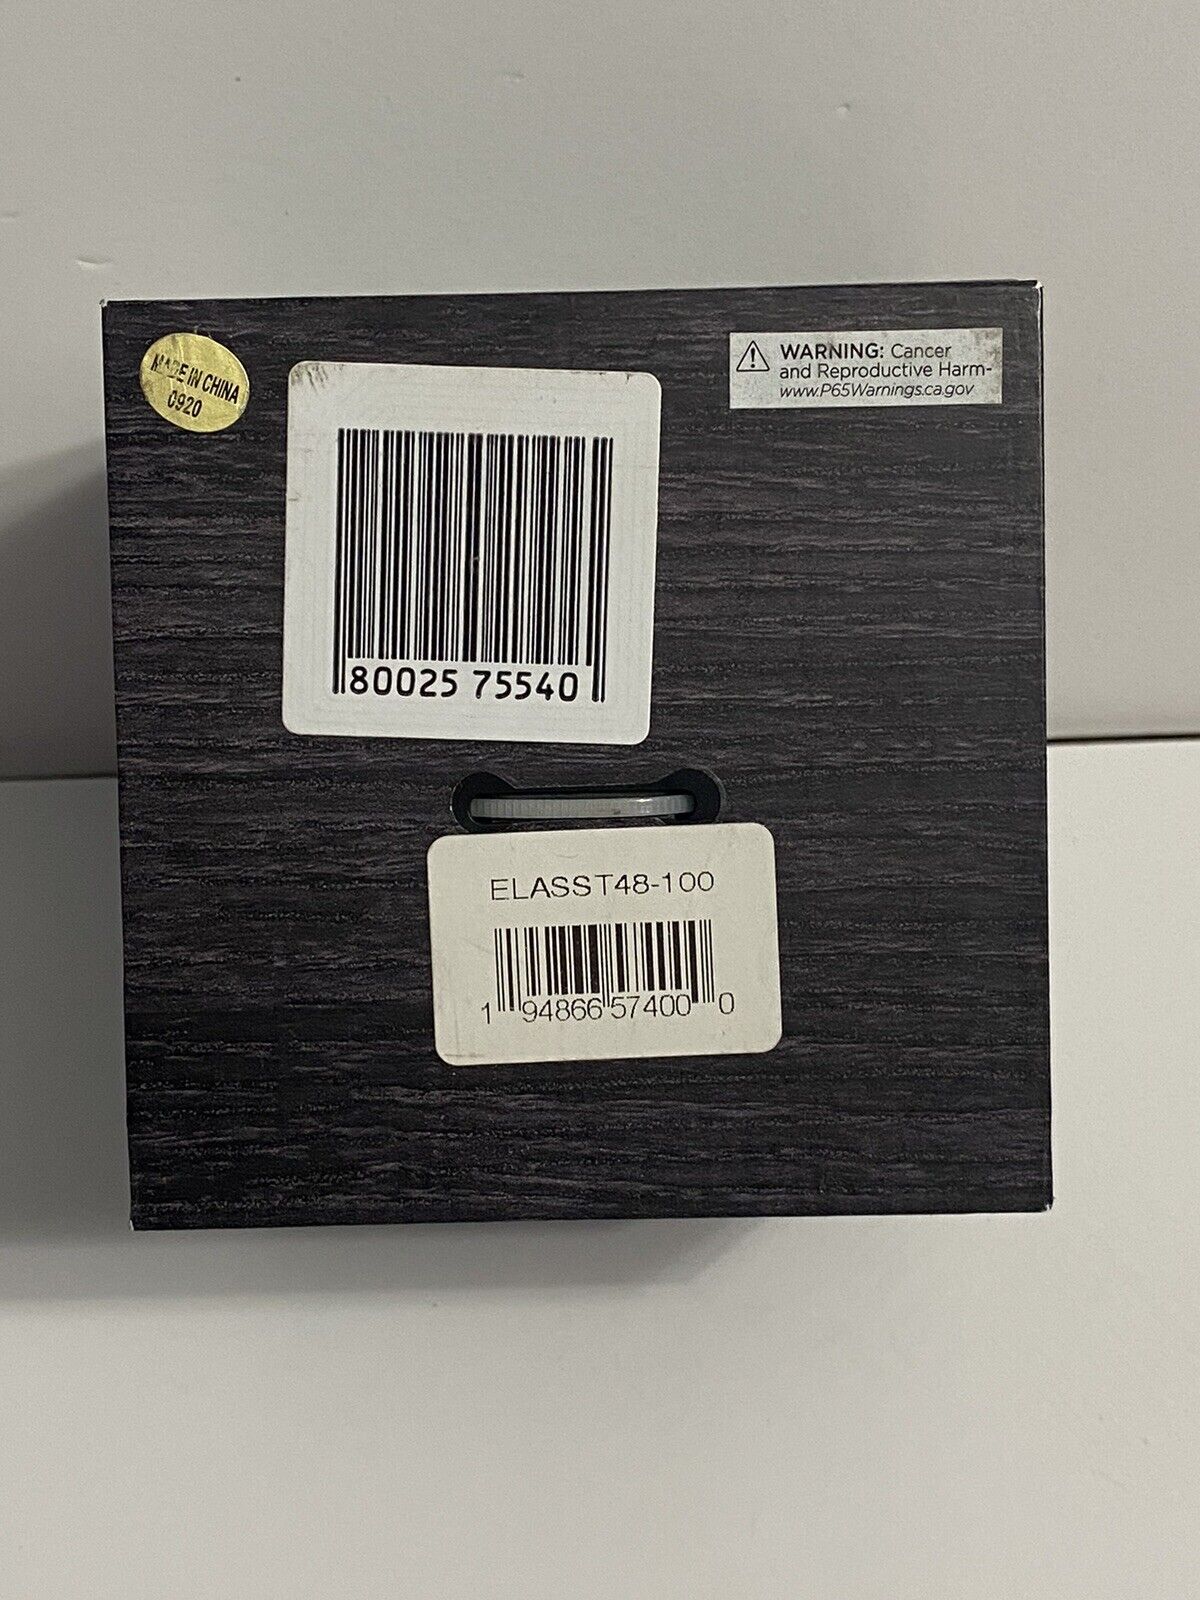 MADE IN CHINA
0920
WARNING: Cancer
and Reproductive Harm-
www.P65Warnings.ca.gov
80025 75540
ELASST48-100
1 94866 57400 0